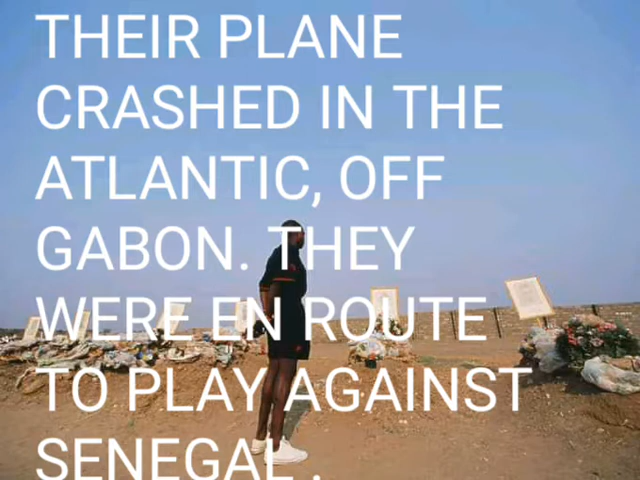 THEIR PLANE
CRASHED IN THE
ATLANTIC, OFF
GABON. THEY
WERE EN ROUTE
TO PLAY AGAINST
SENEGAL .